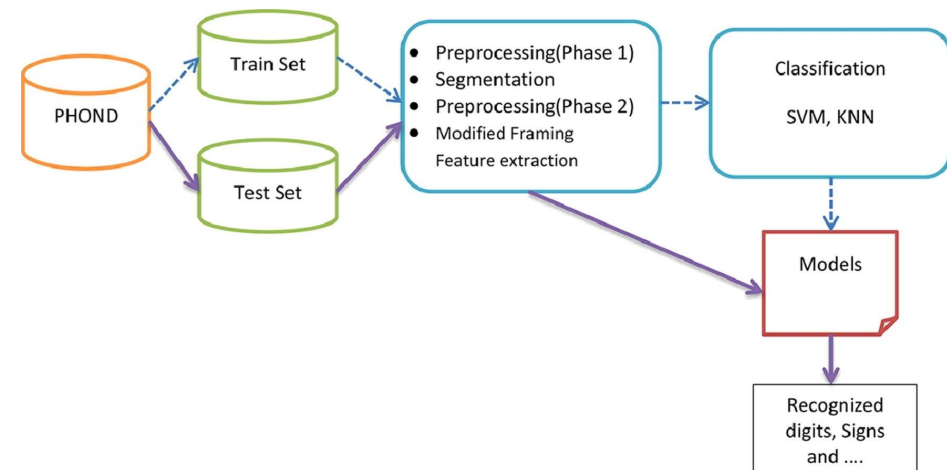 PHOND
Train Set
Test Set
• Preprocessing(Phase 1)
• Segmentation
• Preprocessing(Phase 2)
• Modified Framing
Feature extraction
Classification
SVM, KNN
Models
Recognized
digits, Signs
and ....